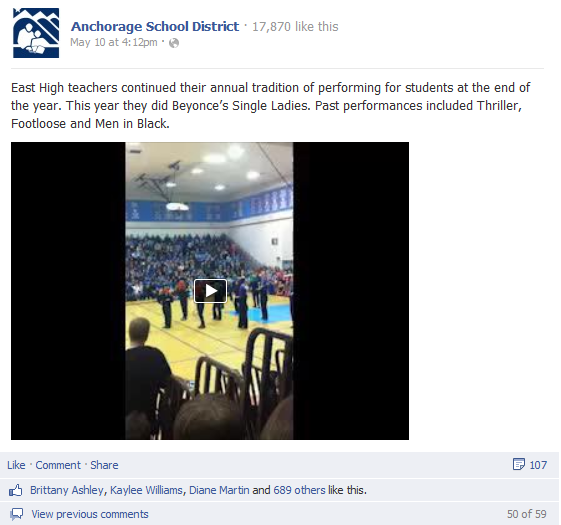 Anchorage School District · 17,870 like this
May 10 at 4:12pm ·
East High teachers continued their annual tradition of performing for students at the end of
the year. This year they did Beyonce's Single Ladies. Past performances included Thriller,
Footloose and Men in Black.
Like · Comment · Share 107
Brittany Ashley, Kaylee Williams, Diane Martin and 689 others like this.
View previous comments 50 of 59